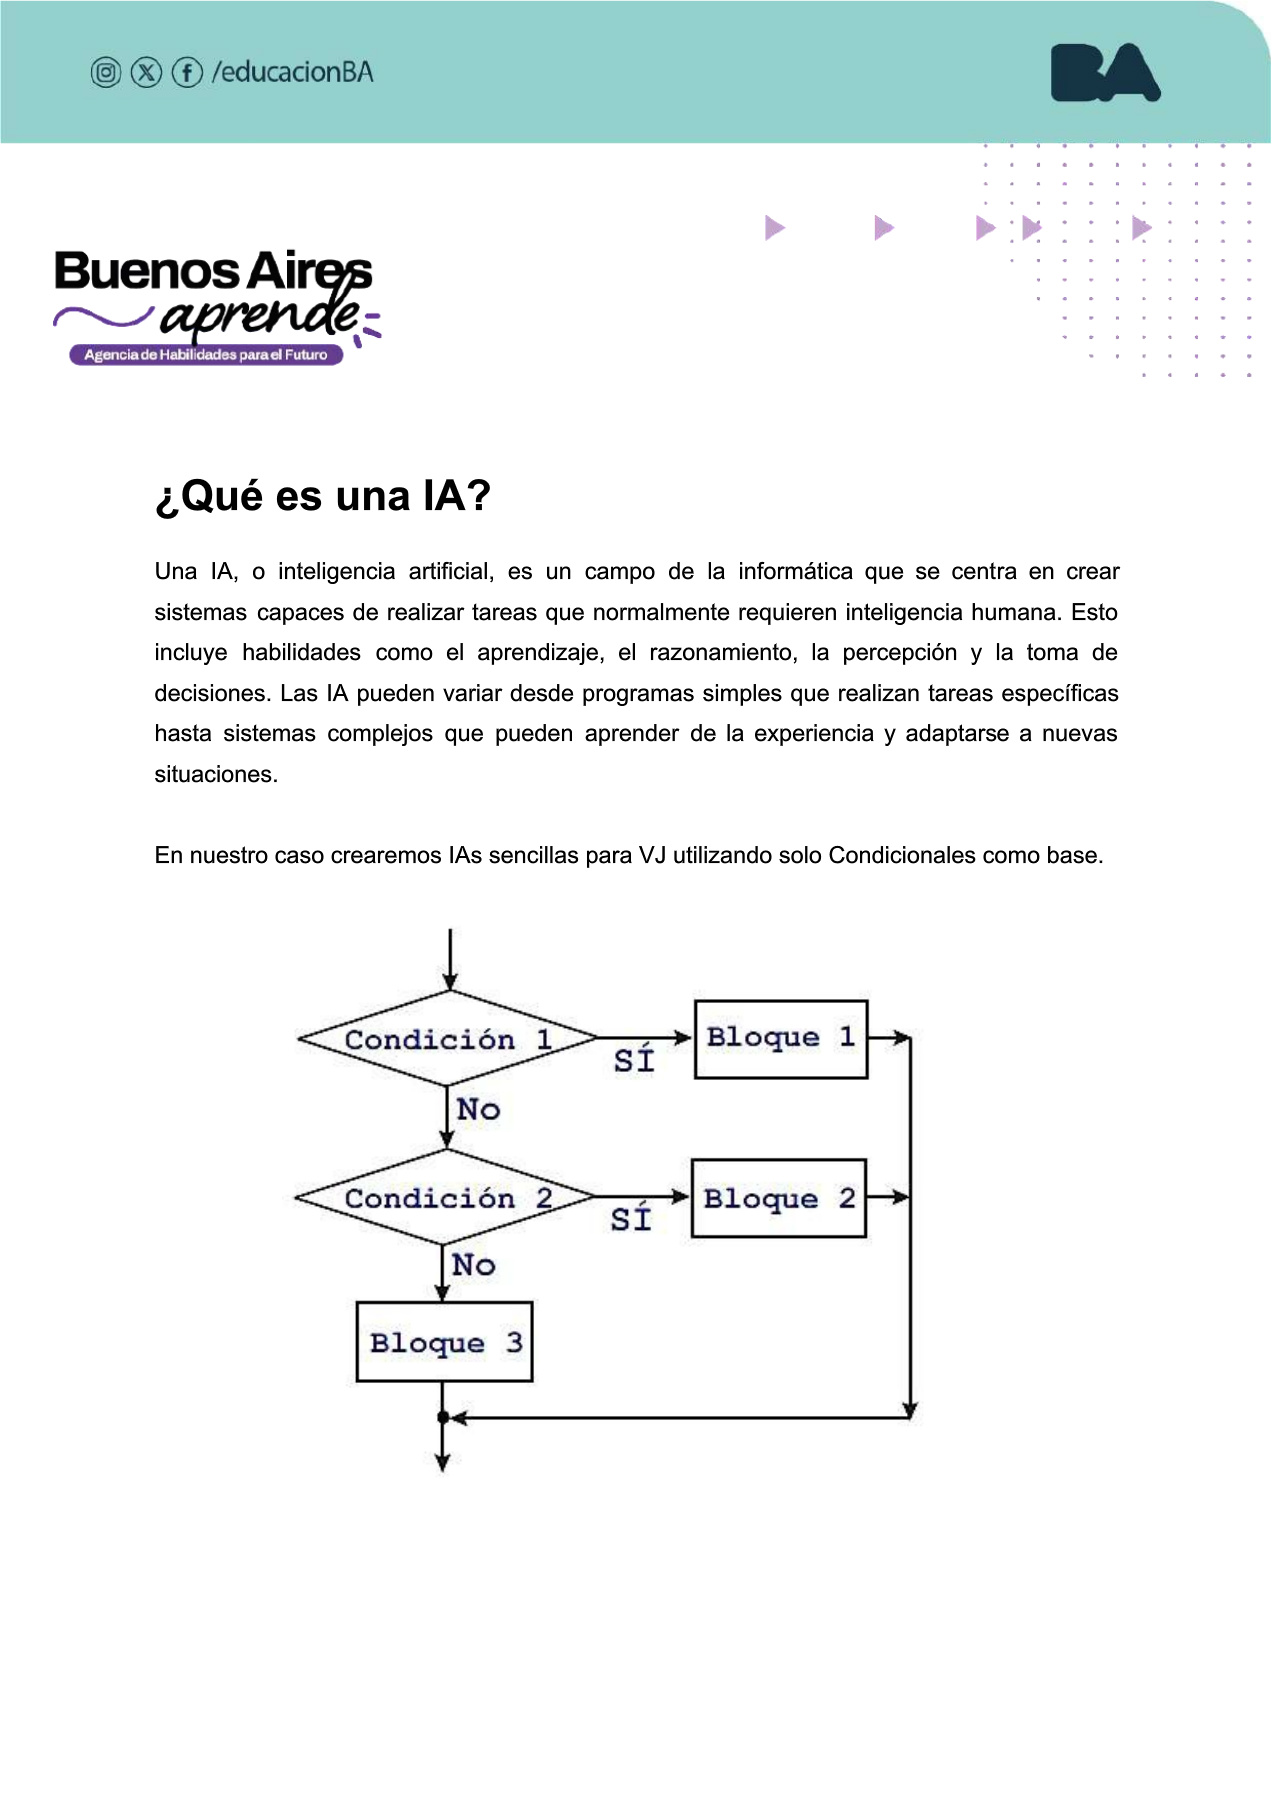 /educacionBA
BA
Buenos Aires
aprende
Agencia de Habilidades para el Futuro
¿Qué es una IA?
Una IA, o inteligencia artificial, es un campo de la informática que se centra en crear
sistemas capaces de realizar tareas que normalmente requieren inteligencia humana. Esto
incluye habilidades como el aprendizaje, el razonamiento, la percepción y la toma de
decisiones. Las IA pueden variar desde programas simples que realizan tareas específicas
hasta sistemas complejos que pueden aprender de la experiencia y adaptarse a nuevas
situaciones.
En nuestro caso crearemos IAs sencillas para VJ utilizando solo Condicionales como base.
Condición 1
SÍ
Bloque 1
No
Condición 2
SÍ
Bloque 2
No
Bloque 3